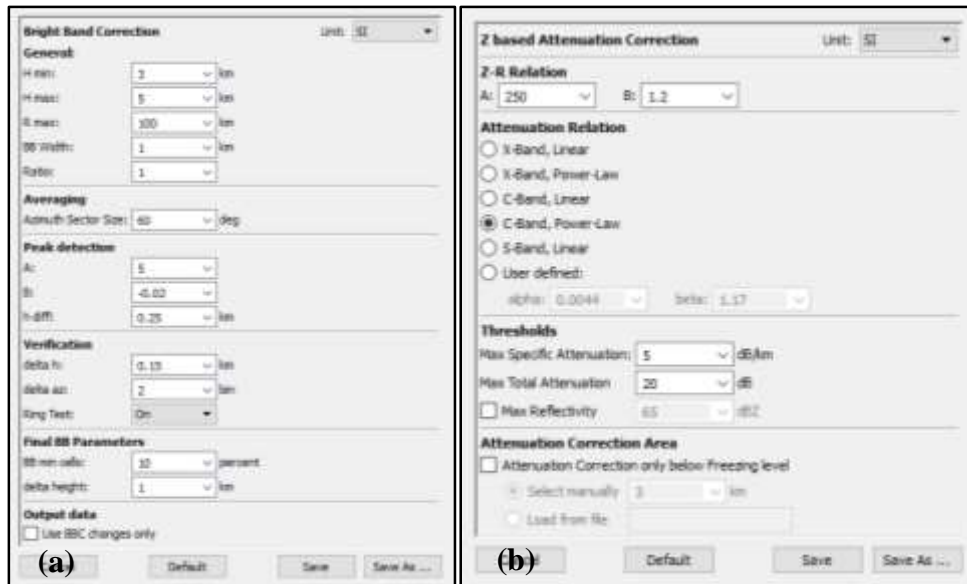 Bright Band Correction Unit: SI
General:
H min: 3 km
H max: 5 km
R max: 100 km
BB Width: 1 km
Ratio: 1
Averaging
Azimuth Sector Size: 60 deg
Peak detection
A: 5
B: -0.02
h-diff: 0.25 km
Verification
delta h: 0.15 km
delta az: 2
Ring Test: On
Final BB Parameters
BB min cells: 10 percent
delta height: 1 km
Output data
Use BBC changes only
(a) Default Save Save As ...
Z based Attenuation Correction Unit: SI
Z-R Relation
A: 250 B: 1.2
Attenuation Relation
X-Band, Linear
X-Band, Power-Law
C-Band, Linear
C-Band, Power-Law
S-Band, Linear
User defined:
alpha: 0.0044 beta: 1.17
Thresholds
Max Specific Attenuation: 5 dB/km
Max Total Attenuation 20 dB
Max Reflectivity 65 dBZ
Attenuation Correction Area
Attenuation Correction only below Freezing level
Select manually 3 km
Load from file
(b) Default Save Save As ...